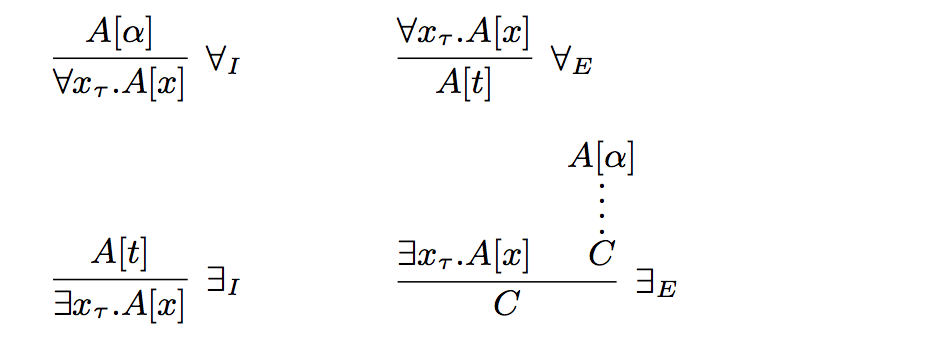 A[α]
∀x_τ.A[x] ∀_I
∀x_τ.A[x]
A[t] ∀_E
A[t]
∃x_τ.A[x] ∃_I
A[α]
⋮
∃x_τ.A[x] C
C ∃_E